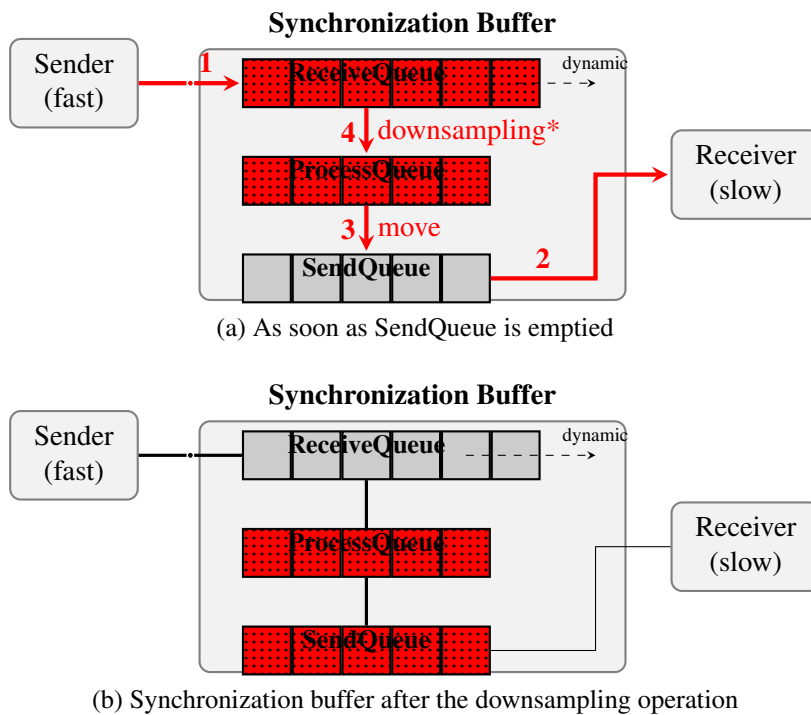 Synchronization Buffer
Sender
(fast)
1
ReceiveQueue
dynamic
4 downsampling*
ProcessQueue
Receiver
(slow)
3 move
SendQueue
2
(a) As soon as SendQueue is emptied
Synchronization Buffer
Sender
(fast)
ReceiveQueue
dynamic
ProcessQueue
Receiver
(slow)
SendQueue
(b) Synchronization buffer after the downsampling operation